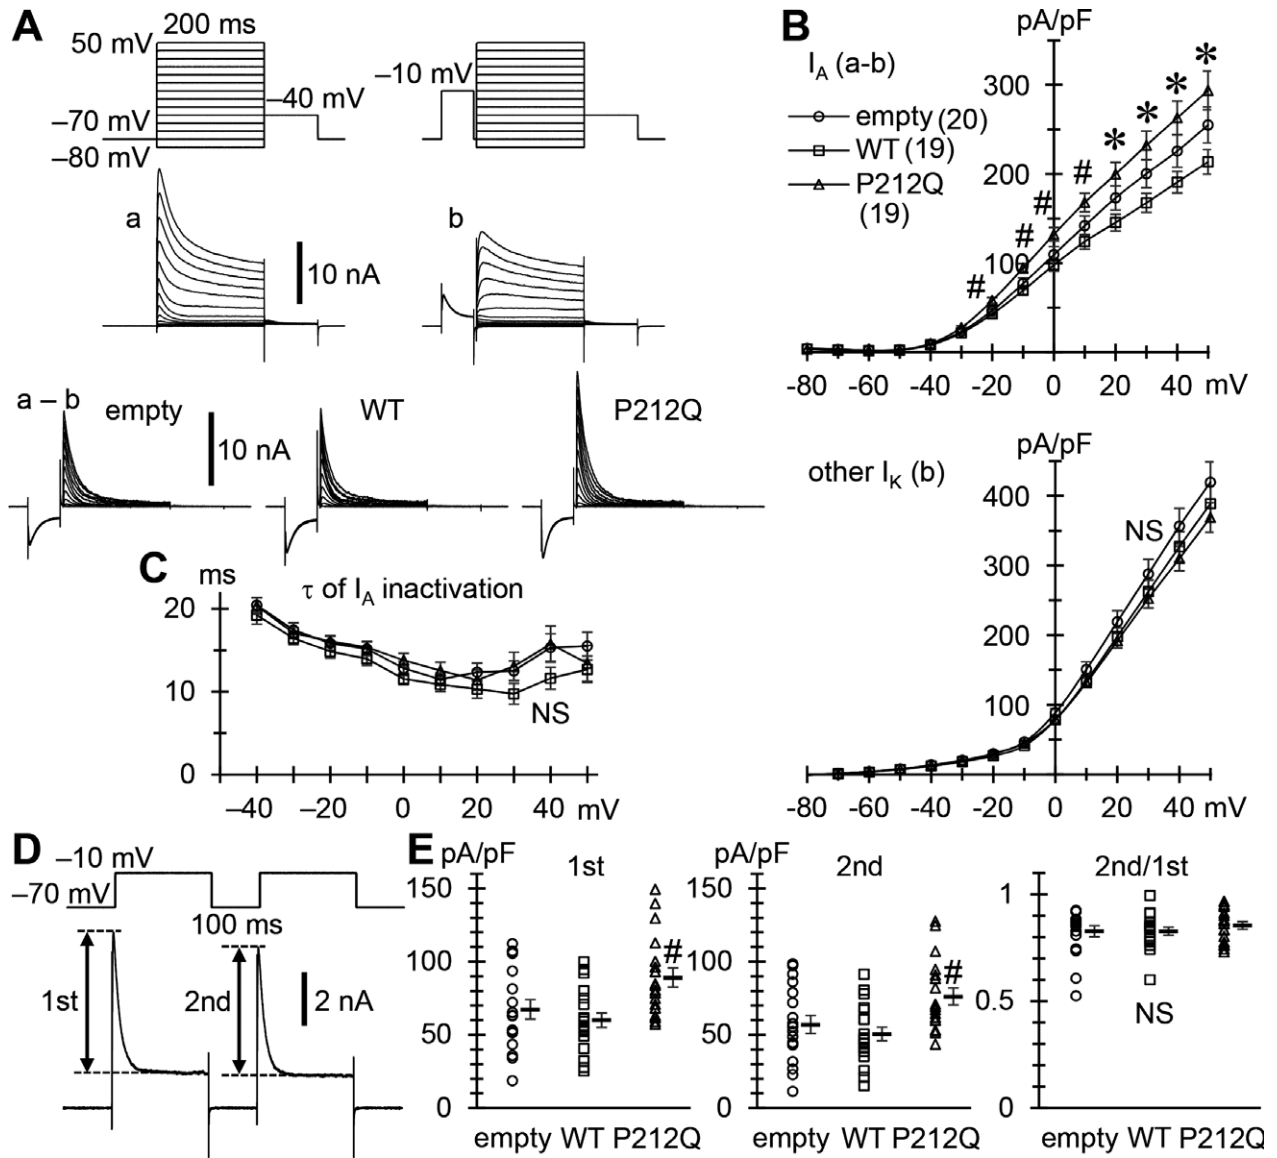 A
200 ms
50 mV
–70 mV
–80 mV
–40 mV
–10 mV
a
10 nA
b
a – b
empty
10 nA
WT
P212Q
B
pA/pF
I_A (a-b)
empty (20)
WT (19)
P212Q
(19)
300
200
100
# # # # * * * *
-80 -60 -40 -20 0 20 40 mV
pA/pF
other I_K (b)
NS
400
300
200
100
-80 -60 -40 -20 0 20 40 mV
C
ms
τ of I_A inactivation
20
10
0
NS
–40 –20 0 20 40 mV
D
–10 mV
–70 mV
100 ms
1st
2nd
2 nA
E
pA/pF
1st
150
100
50
0
#
empty WT P212Q
pA/pF
2nd
150
100
50
0
#
empty WT P212Q
2nd/1st
1
0.5
0
NS
empty WT P212Q